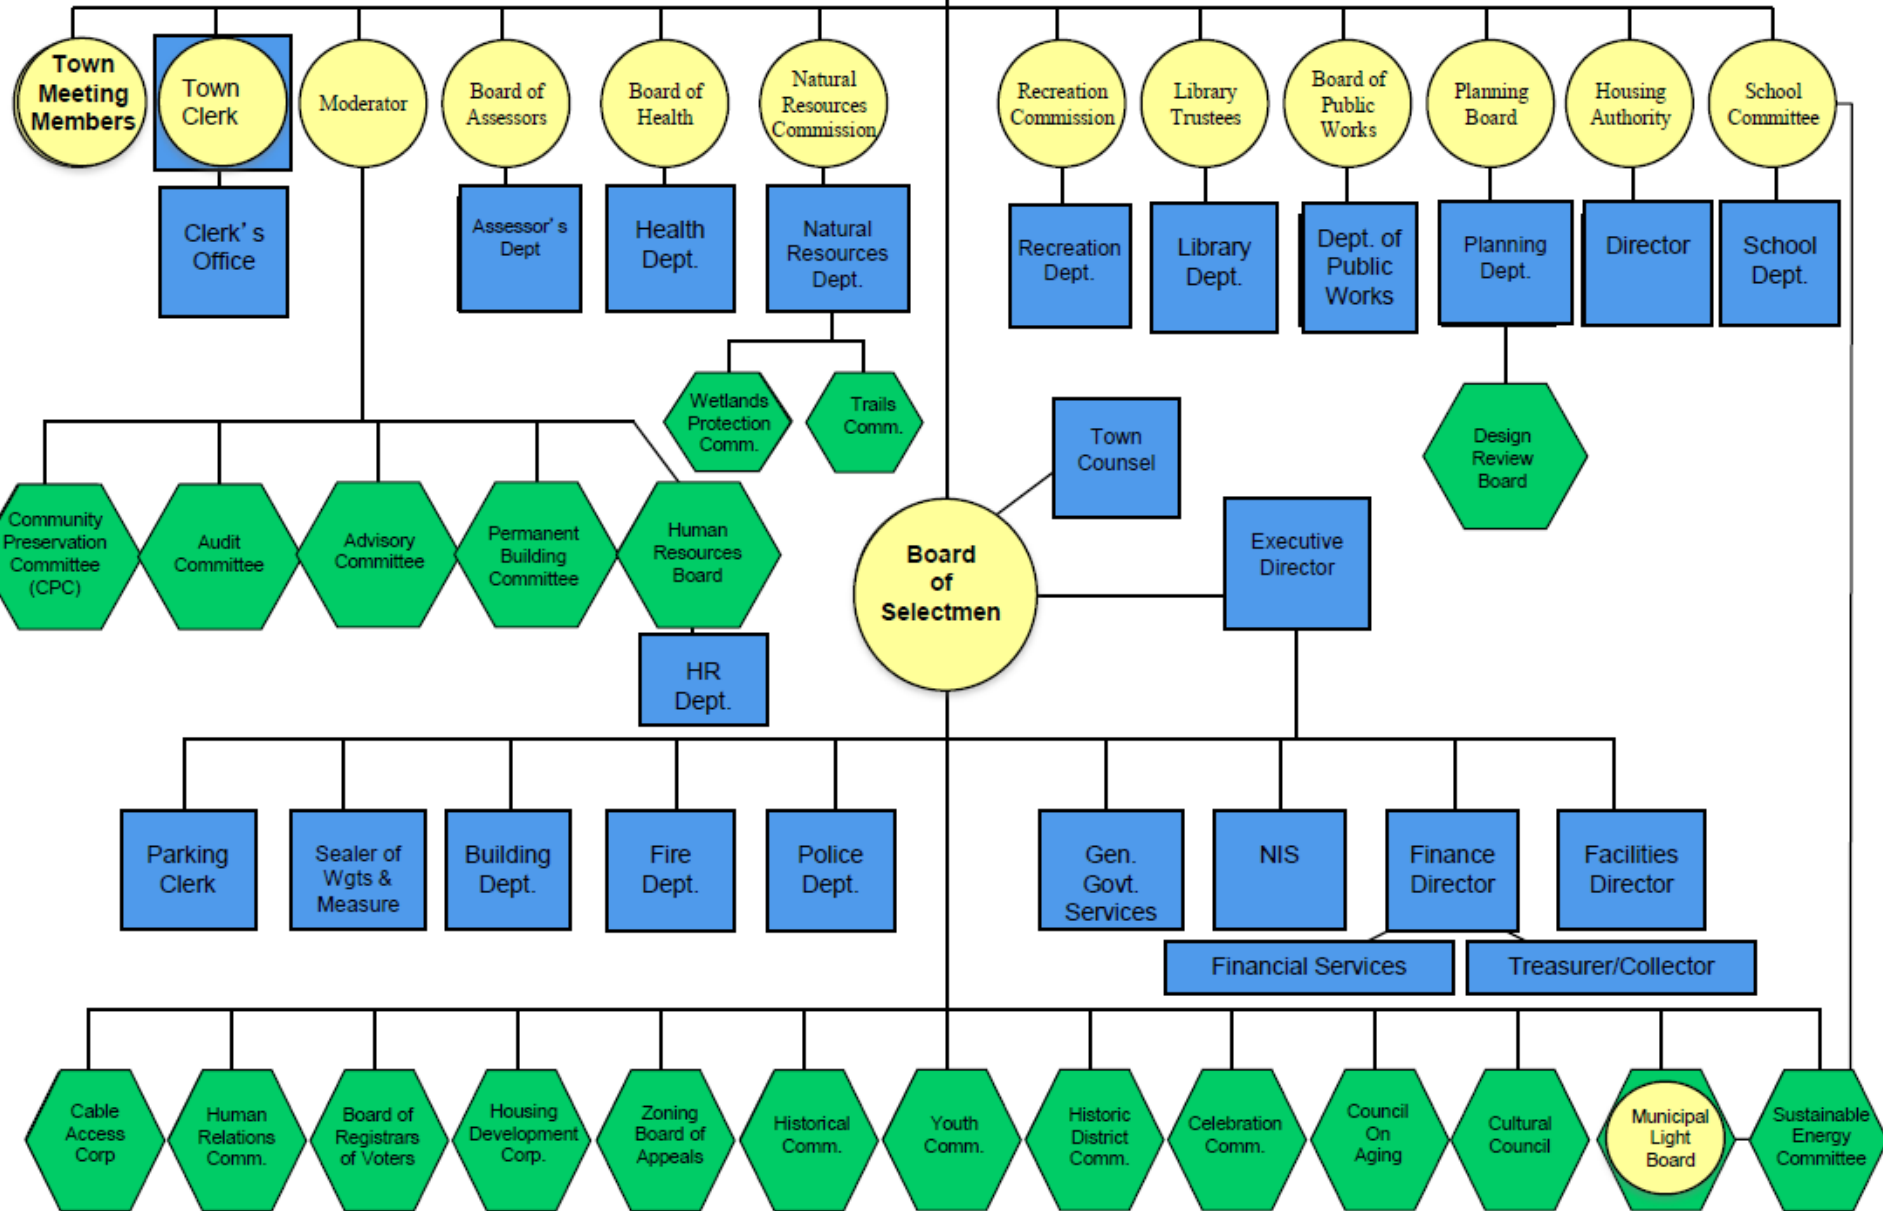 Town
Meeting
Members
Town
Clerk
Moderator
Board of
Assessors
Board of
Health
Natural
Resources
Commission
Recreation
Commission
Library
Trustees
Board of
Public
Works
Planning
Board
Housing
Authority
School
Committee
Clerk’s
Office
Assessor’s
Dept
Health
Dept.
Natural
Resources
Dept.
Recreation
Dept.
Library
Dept.
Dept. of
Public
Works
Planning
Dept.
Director
School
Dept.
Wetlands
Protection
Comm.
Trails
Comm.
Town
Counsel
Design
Review
Board
Community
Preservation
Committee
(CPC)
Audit
Committee
Advisory
Committee
Permanent
Building
Committee
Human
Resources
Board
Board
of
Selectmen
Executive
Director
HR
Dept.
Parking
Clerk
Sealer of
Wgts &
Measure
Building
Dept.
Fire
Dept.
Police
Dept.
Gen.
Govt.
Services
NIS
Finance
Director
Facilities
Director
Financial Services
Treasurer/Collector
Cable
Access
Corp
Human
Relations
Comm.
Board of
Registrars
of Voters
Housing
Development
Corp.
Zoning
Board of
Appeals
Historical
Comm.
Youth
Comm.
Historic
District
Comm.
Celebration
Comm.
Council
On
Aging
Cultural
Council
Municipal
Light
Board
Sustainable
Energy
Committee